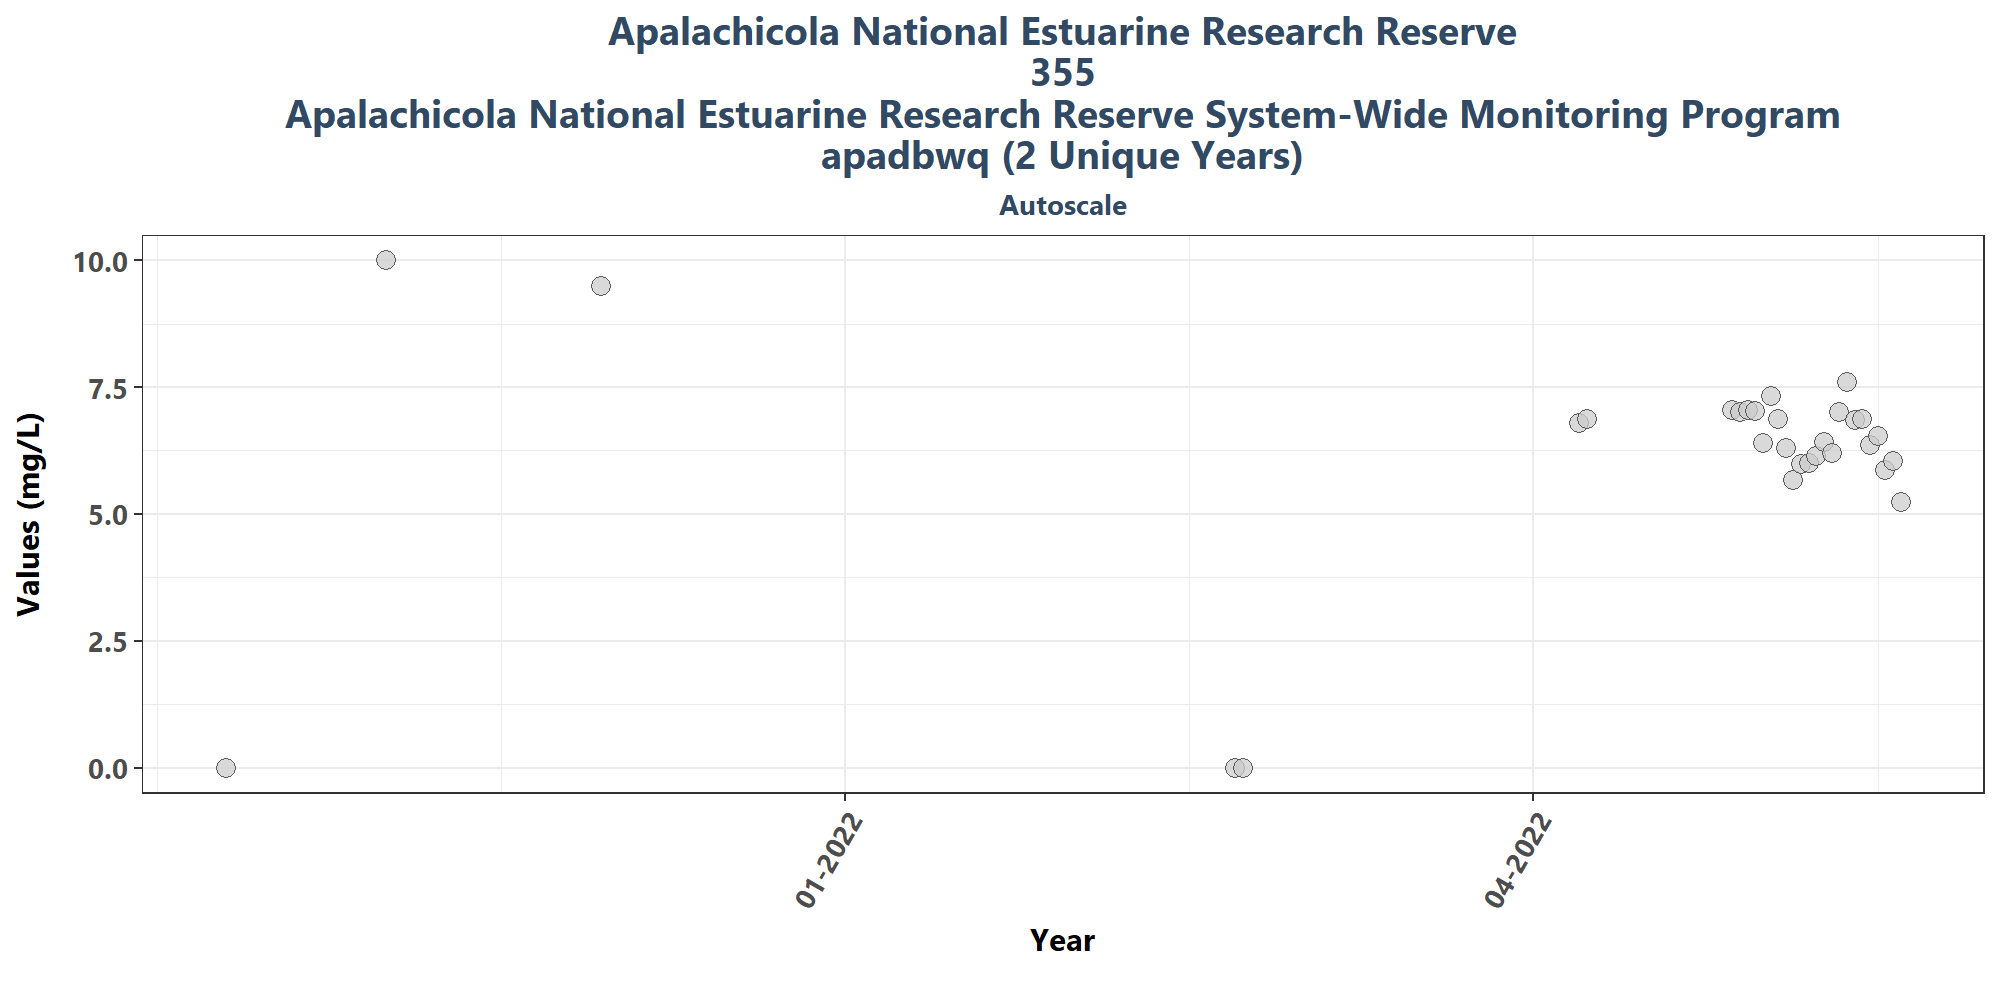 Apalachicola National Estuarine Research Reserve
355
Apalachicola National Estuarine Research Reserve System-Wide Monitoring Program
apadbwq (2 Unique Years)
Autoscale
Values (mg/L)
10.0
7.5
5.0
2.5
0.0
01-2022
04-2022
Year